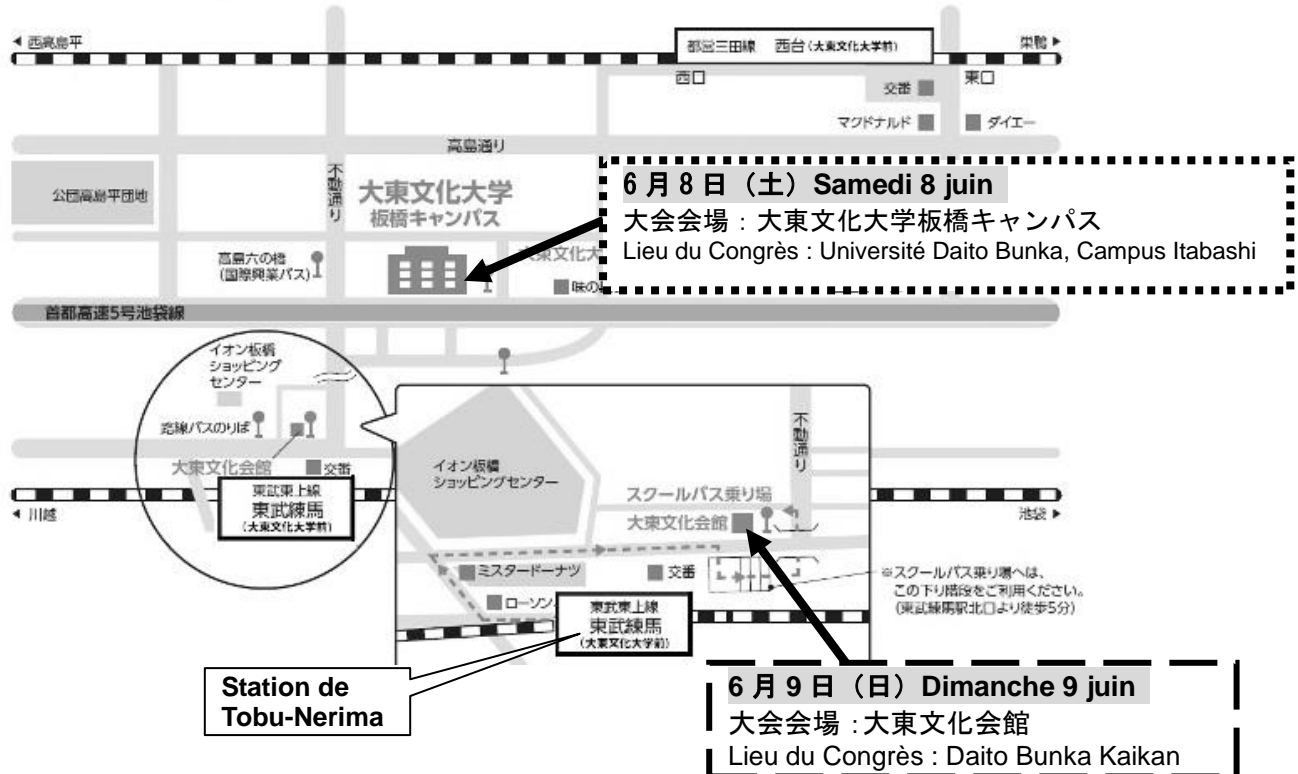 ◀ 西高島平
都営三田線 西台(大東文化大学前)
巣鴨 ▶
西口
東口
交番
マクドナルド
ダイエー
高島通り
公団高島平団地
不動通り
大東文化大学
板橋キャンパス
6月8日（土）Samedi 8 juin
大会会場：大東文化大学板橋キャンパス
Lieu du Congrès : Université Daito Bunka, Campus Itabashi
高島六の橋
(国際興業バス)
大東文化大
味の
首都高速5号池袋線
イオン板橋
ショッピング
センター
路線バスのりば
大東文化会館
交番
東武東上線
東武練馬
(大東文化大学前)
◀ 川越
イオン板橋
ショッピングセンター
不動通り
スクールバス乗り場
大東文化会館
ミスタードーナツ
交番
ローソン
東武東上線
東武練馬
(大東文化大学前)
池袋 ▶
※スクールバス乗り場へは、
この下り階段をご利用ください。
(東武練馬駅北口より徒歩5分)
Station de
Tobu-Nerima
6月9日（日）Dimanche 9 juin
大会会場：大東文化会館
Lieu du Congrès : Daito Bunka Kaikan